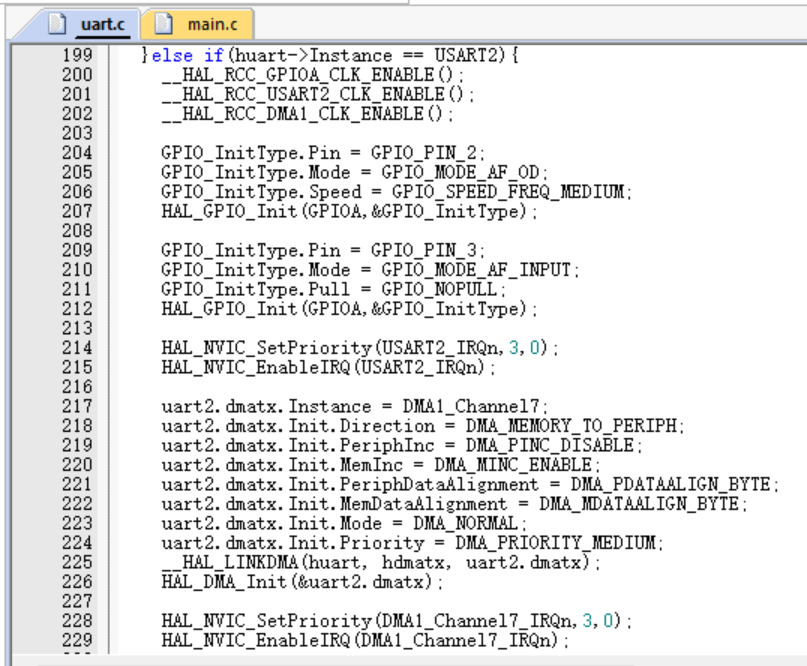 uart.c main.c
199 }else if(huart->Instance == USART2){
200 __HAL_RCC_GPIOA_CLK_ENABLE();
201 __HAL_RCC_USART2_CLK_ENABLE();
202 __HAL_RCC_DMA1_CLK_ENABLE();
203
204 GPIO_InitType.Pin = GPIO_PIN_2;
205 GPIO_InitType.Mode = GPIO_MODE_AF_OD;
206 GPIO_InitType.Speed = GPIO_SPEED_FREQ_MEDIUM;
207 HAL_GPIO_Init(GPIOA,&GPIO_InitType);
208
209 GPIO_InitType.Pin = GPIO_PIN_3;
210 GPIO_InitType.Mode = GPIO_MODE_AF_INPUT;
211 GPIO_InitType.Pull = GPIO_NOPULL;
212 HAL_GPIO_Init(GPIOA,&GPIO_InitType);
213
214 HAL_NVIC_SetPriority(USART2_IRQn,3,0);
215 HAL_NVIC_EnableIRQ(USART2_IRQn);
216
217 uart2.dmatx.Instance = DMA1_Channel7;
218 uart2.dmatx.Init.Direction = DMA_MEMORY_TO_PERIPH;
219 uart2.dmatx.Init.PeriphInc = DMA_PINC_DISABLE;
220 uart2.dmatx.Init.MemInc = DMA_MINC_ENABLE;
221 uart2.dmatx.Init.PeriphDataAlignment = DMA_PDATAALIGN_BYTE;
222 uart2.dmatx.Init.MemDataAlignment = DMA_MDATAALIGN_BYTE;
223 uart2.dmatx.Init.Mode = DMA_NORMAL;
224 uart2.dmatx.Init.Priority = DMA_PRIORITY_MEDIUM;
225 __HAL_LINKDMA(huart, hdmatx, uart2.dmatx);
226 HAL_DMA_Init(&uart2.dmatx);
227
228 HAL_NVIC_SetPriority(DMA1_Channel7_IRQn,3,0);
229 HAL_NVIC_EnableIRQ(DMA1_Channel7_IRQn);